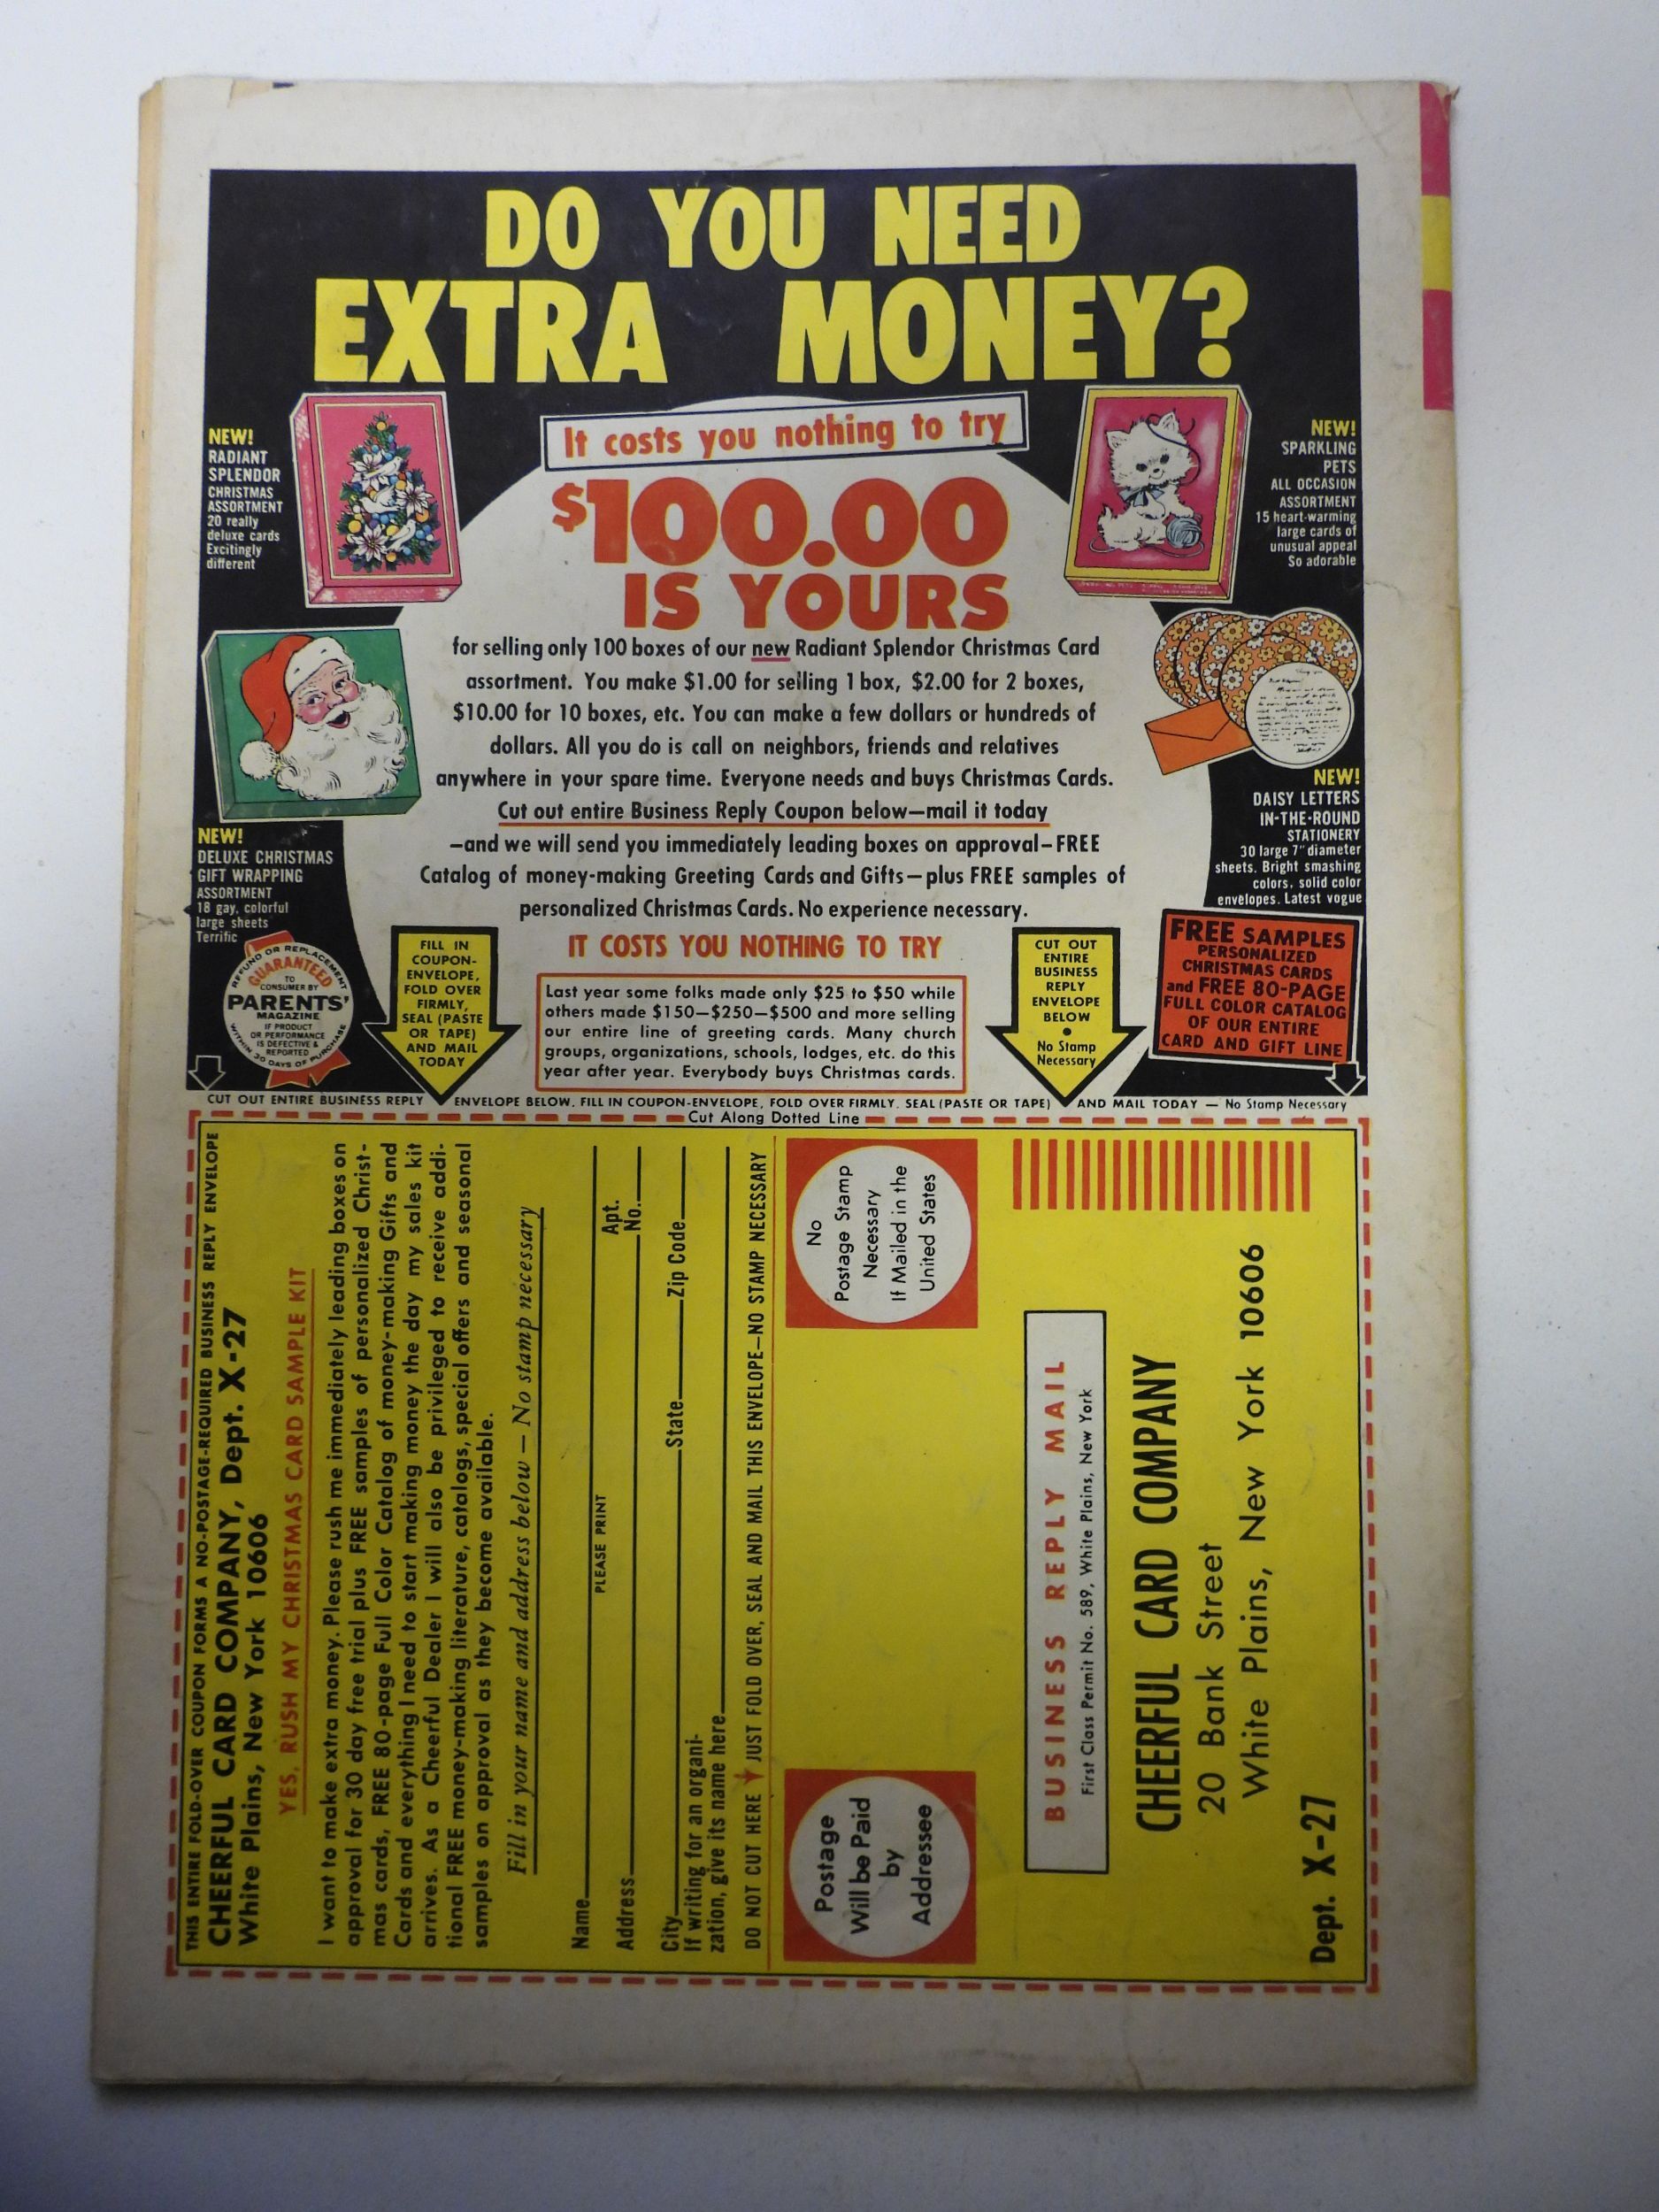 DO YOU NEED
EXTRA MONEY?
It costs you nothing to try
NEW!
RADIANT
SPLENDOR
CHRISTMAS
ASSORTMENT
20 really
deluxe cards
Excitingly
different
NEW!
SPARKLING
PETS
ALL OCCASION
ASSORTMENT
15 heart-warming
large cards of
unusual appeal
So adorable
$100.00
IS YOURS
for selling only 100 boxes of our new Radiant Splendor Christmas Card
assortment. You make $1.00 for selling 1 box, $2.00 for 2 boxes,
$10.00 for 10 boxes, etc. You can make a few dollars or hundreds of
dollars. All you do is call on neighbors, friends and relatives
anywhere in your spare time. Everyone needs and buys Christmas Cards.
Cut out entire Business Reply Coupon below—mail it today
—and we will send you immediately leading boxes on approval—FREE
Catalog of money-making Greeting Cards and Gifts—plus FREE samples of
personalized Christmas Cards. No experience necessary.
NEW!
DELUXE CHRISTMAS
GIFT WRAPPING
ASSORTMENT
18 gay, colorful
large sheets
Terrific
NEW!
DAISY LETTERS
IN-THE-ROUND
STATIONERY
30 large 7" diameter
sheets. Bright smashing
colors, solid color
envelopes. Latest vogue
REFUND OR REPLACEMENT
GUARANTEED
TO
CONSUMER BY
PARENTS'
MAGAZINE
IF PRODUCT
OR PERFORMANCE
IS DEFECTIVE &
REPORTED
WITHIN 30 DAYS OF PURCHASE
FILL IN
COUPON-
ENVELOPE,
FOLD OVER
FIRMLY,
SEAL (PASTE
OR TAPE)
AND MAIL
TODAY
IT COSTS YOU NOTHING TO TRY
Last year some folks made only $25 to $50 while
others made $150—$250—$500 and more selling
our entire line of greeting cards. Many church
groups, organizations, schools, lodges, etc. do this
year after year. Everybody buys Christmas cards.
CUT OUT
ENTIRE
BUSINESS
REPLY
ENVELOPE
BELOW
•
No Stamp
Necessary
FREE SAMPLES
PERSONALIZED
CHRISTMAS CARDS
and FREE 80-PAGE
FULL COLOR CATALOG
OF OUR ENTIRE
CARD AND GIFT LINE
CUT OUT ENTIRE BUSINESS REPLY ENVELOPE BELOW. FILL IN COUPON-ENVELOPE, FOLD OVER FIRMLY, SEAL (PASTE OR TAPE) AND MAIL TODAY — No Stamp Necessary
Cut Along Dotted Line
THIS ENTIRE FOLD-OVER COUPON FORMS A NO-POSTAGE-REQUIRED BUSINESS REPLY ENVELOPE
CHEERFUL CARD COMPANY, Dept. X-27
White Plains, New York 10606
YES, RUSH MY CHRISTMAS CARD SAMPLE KIT
I want to make extra money. Please rush me immediately leading boxes on
approval for 30 day free trial plus FREE samples of personalized Christ-
mas cards, FREE 80-page Full Color Catalog of money-making Gifts and
Cards and everything I need to start making money the day my sales kit
arrives. As a Cheerful Dealer I will also be privileged to receive addi-
tional FREE money-making literature, catalogs, special offers and seasonal
samples on approval as they become available.
Fill in your name and address below — No stamp necessary
Name
PLEASE PRINT
Address Apt. No.
City State Zip Code
If writing for an organi-
zation, give its name here
DO NOT CUT HERE JUST FOLD OVER, SEAL AND MAIL THIS ENVELOPE—NO STAMP NECESSARY
Postage
Will be Paid
by
Addressee
No
Postage Stamp
Necessary
If Mailed in the
United States
BUSINESS REPLY MAIL
First Class Permit No. 589, White Plains, New York
CHEERFUL CARD COMPANY
20 Bank Street
White Plains, New York 10606
Dept. X-27